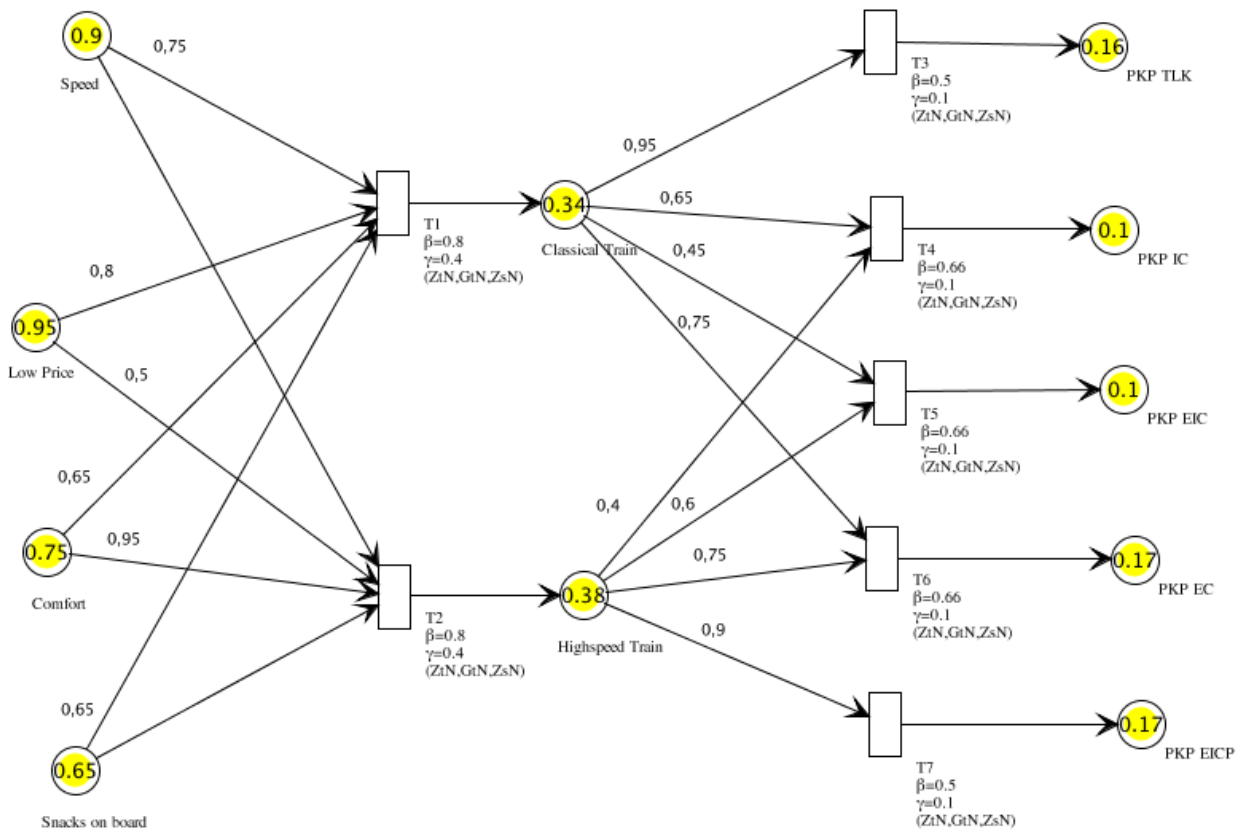 0.9
Speed
0,75
0.95
Low Price
0,8
0,5
0.75
Comfort
0,65
0,95
0.65
Snacks on board
0,65
T1
β=0.8
γ=0.4
(ZtN,GtN,ZsN)
T2
β=0.8
γ=0.4
(ZtN,GtN,ZsN)
0.34
Classical Train
0,95
0,65
0,45
0,75
0.38
Highspeed Train
0,4
0,6
0,75
0,9
T3
β=0.5
γ=0.1
(ZtN,GtN,ZsN)
0.16
PKP TLK
T4
β=0.66
γ=0.1
(ZtN,GtN,ZsN)
0.1
PKP IC
T5
β=0.66
γ=0.1
(ZtN,GtN,ZsN)
0.1
PKP EIC
T6
β=0.66
γ=0.1
(ZtN,GtN,ZsN)
0.17
PKP EC
T7
β=0.5
γ=0.1
(ZtN,GtN,ZsN)
0.17
PKP EICP